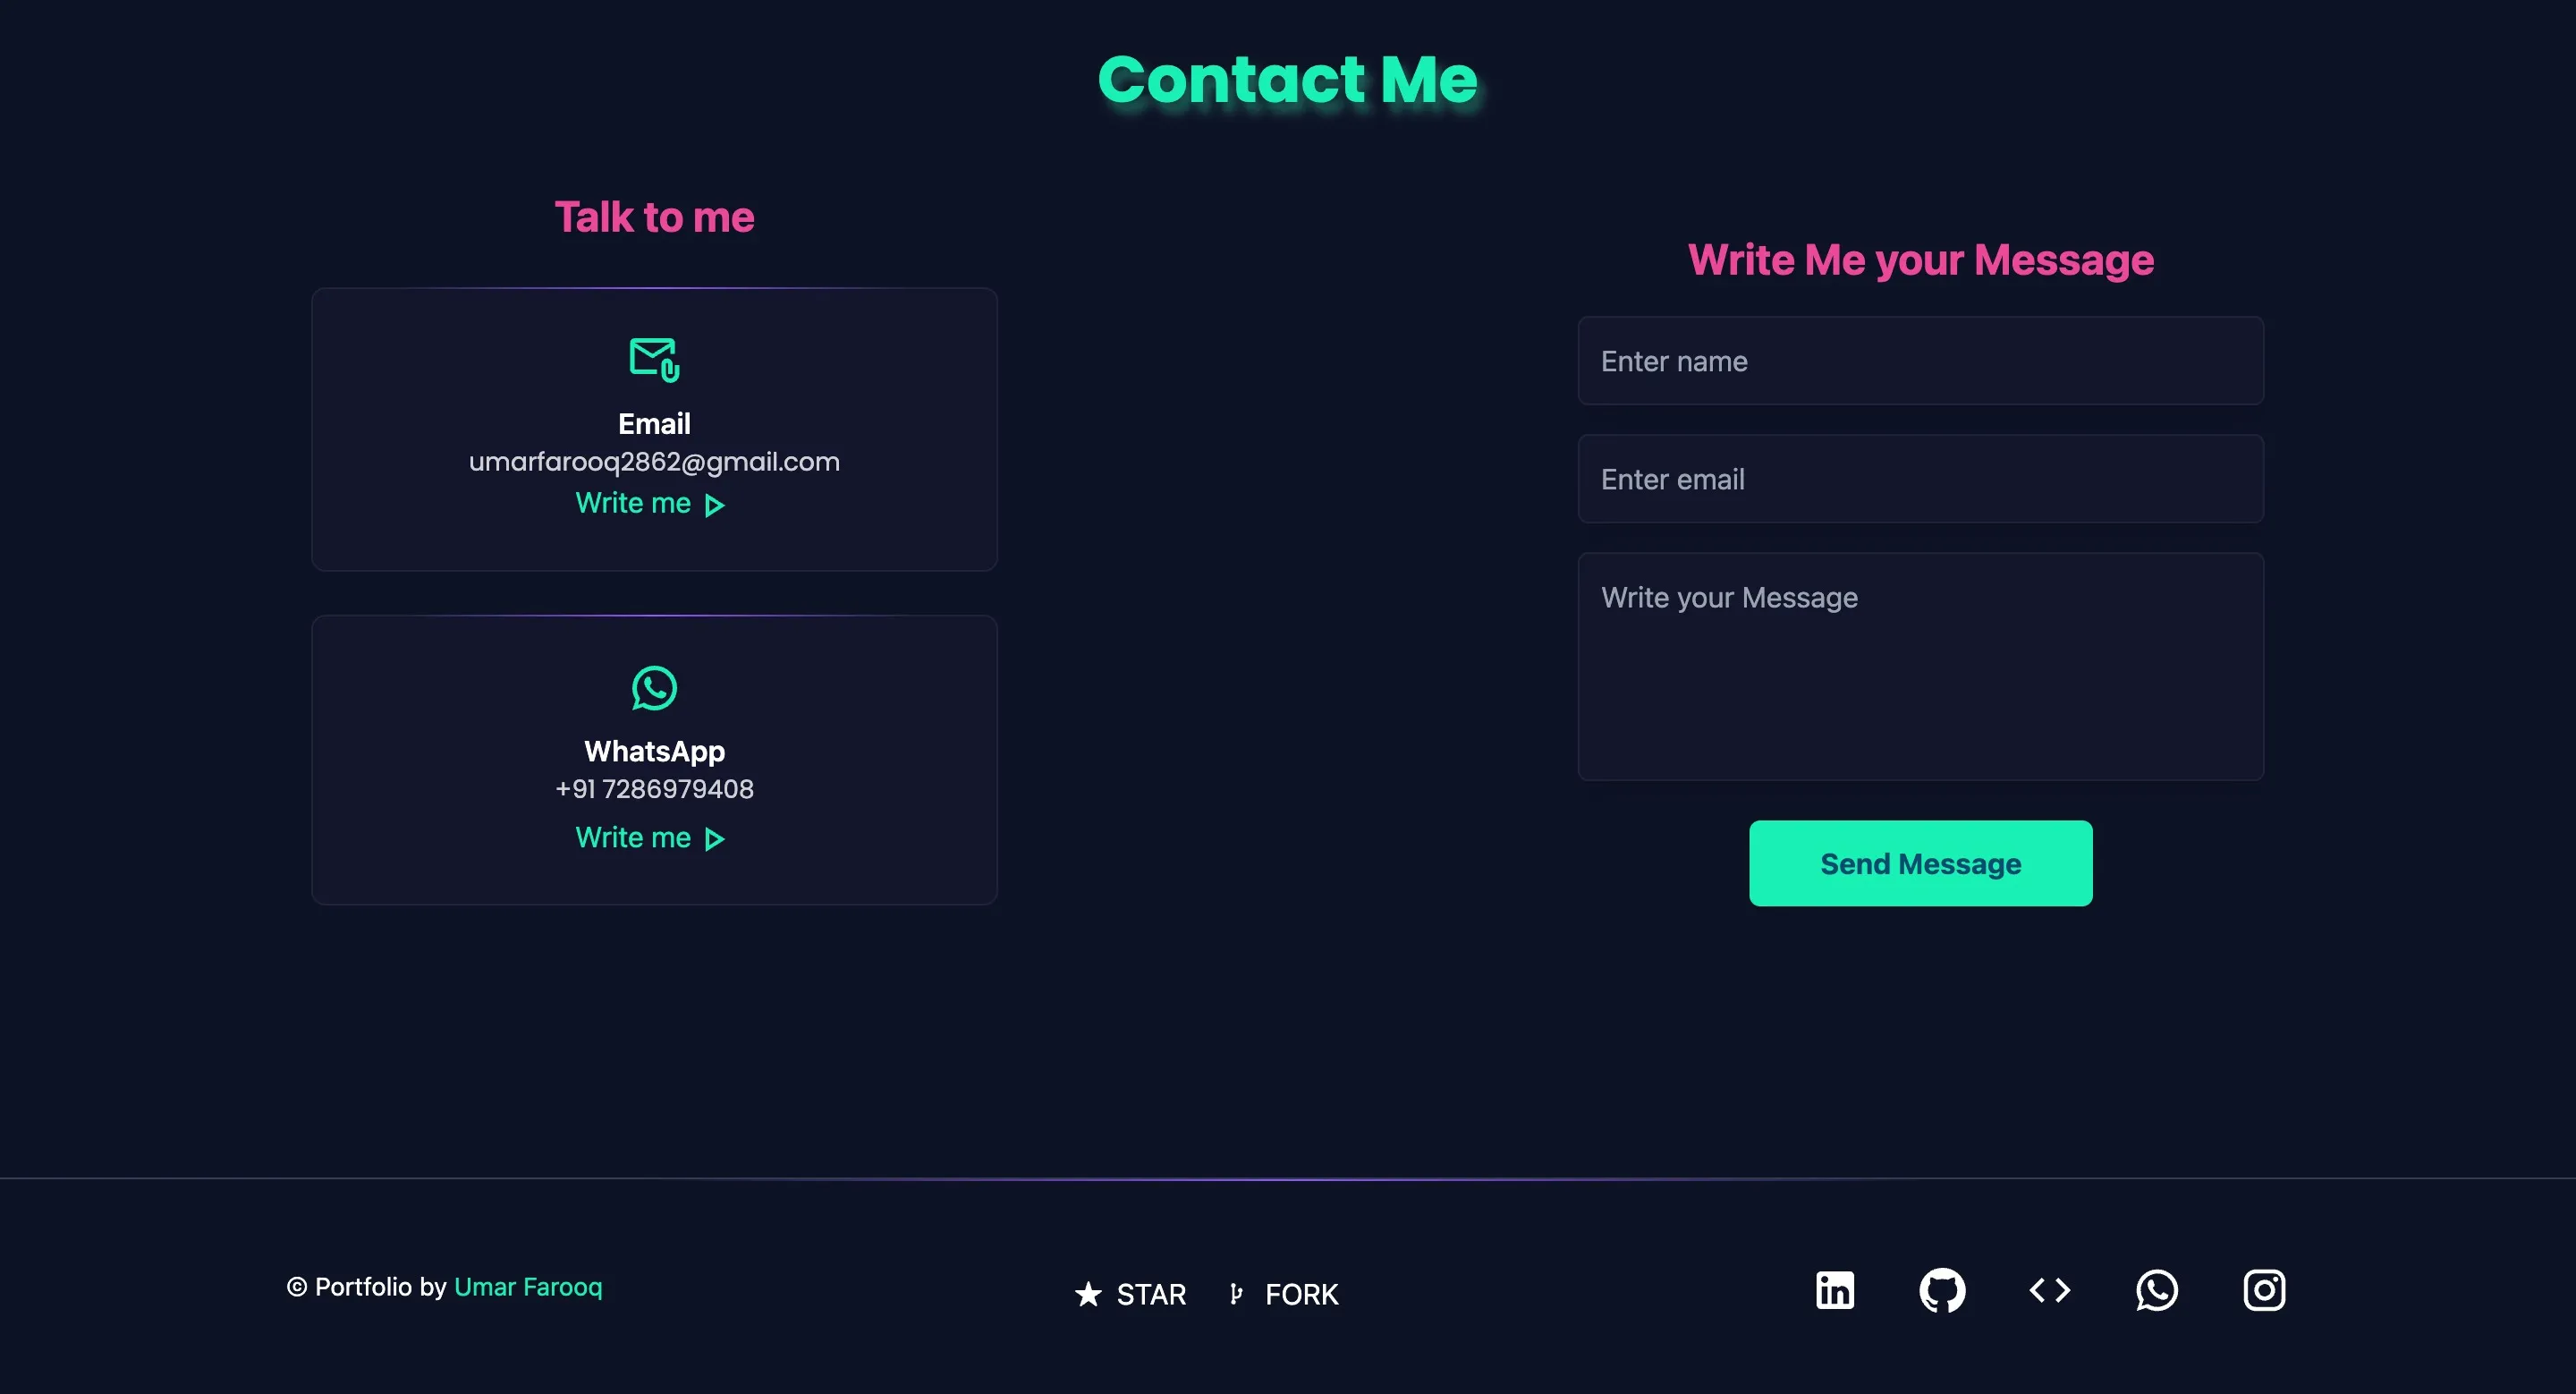 Contact Me
Talk to me
Email
umarfarooq2862@gmail.com
Write me
WhatsApp
+91 7286979408
Write me
Write Me your Message
Enter name
Enter email
Write your Message
Send Message
© Portfolio by Umar Farooq
STAR
FORK